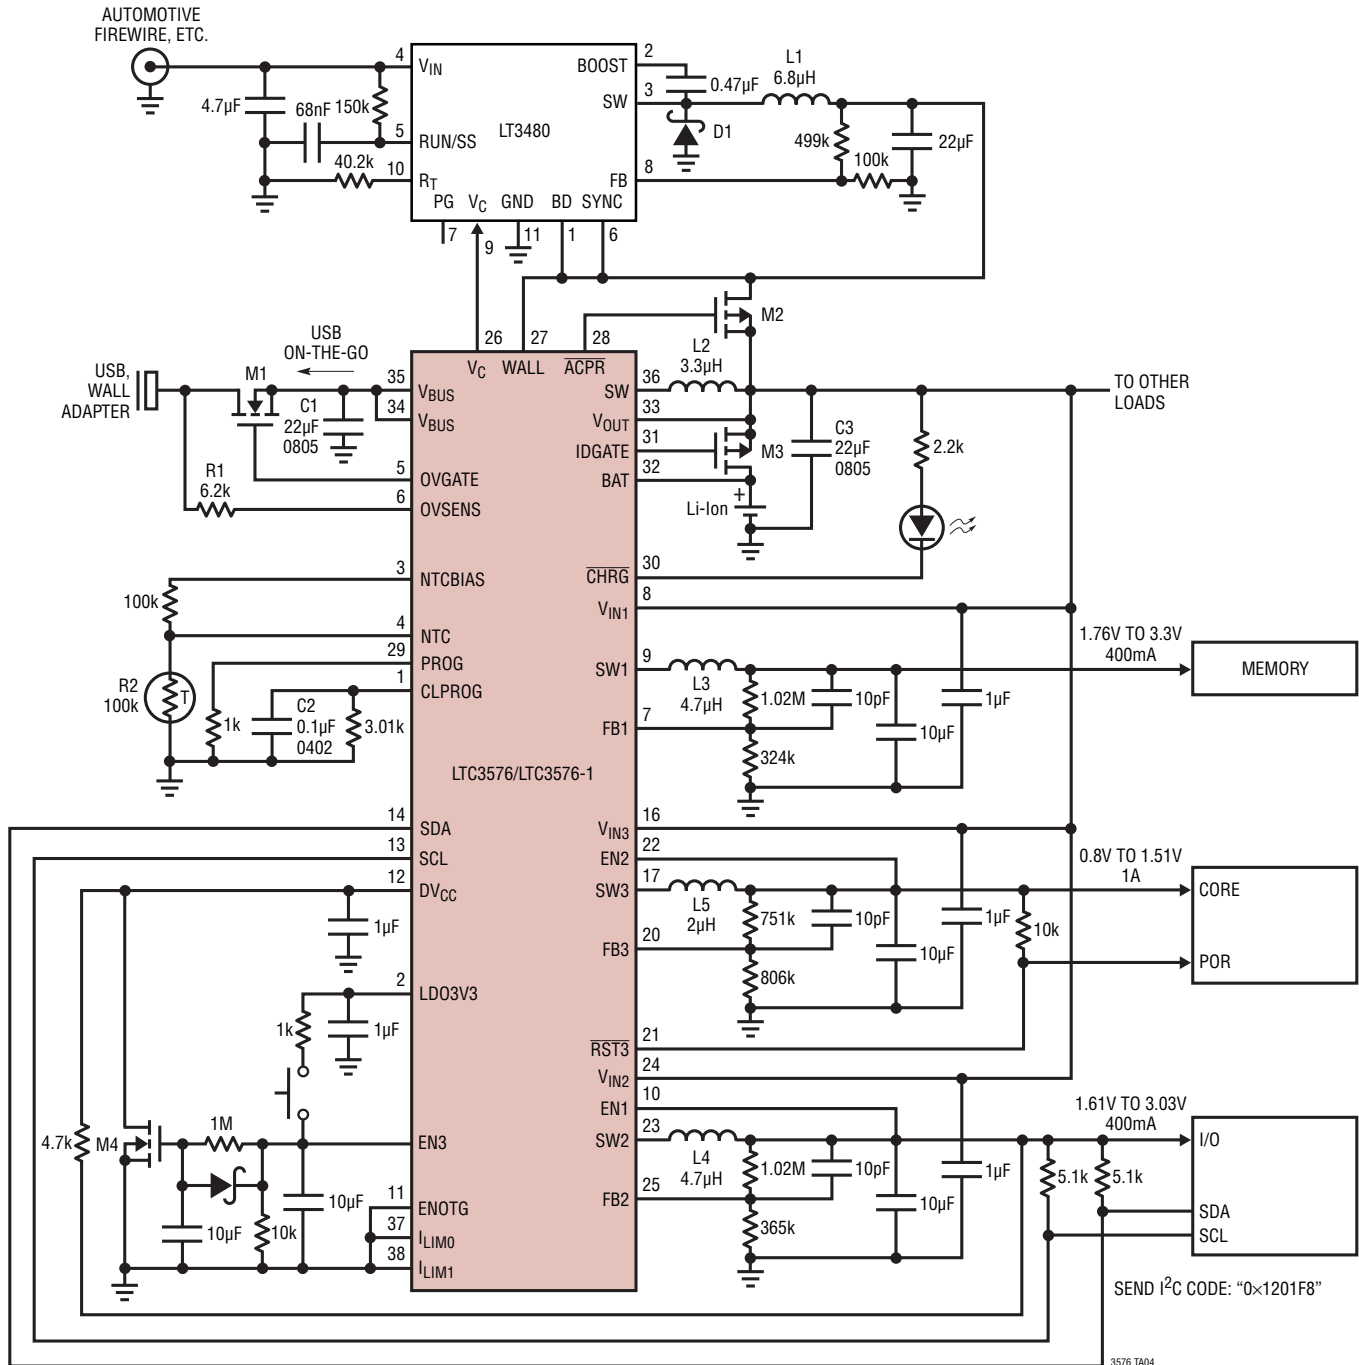 AUTOMOTIVE
FIREWIRE, ETC.
4
VIN
4.7µF
68nF
150k
5
RUN/SS
40.2k
10
RT
LT3480
BOOST
2
0.47µF
SW
3
L1
6.8µH
D1
499k
100k
22µF
FB
8
PG
VC
GND
BD
SYNC
7
9
11
1
6
M2
USB
ON-THE-GO
26
27
28
VC
WALL
ACPR
USB,
WALL
ADAPTER
M1
C1
22µF
0805
35
VBUS
34
VBUS
R1
6.2k
5
OVGATE
6
OVSENS
L2
3.3µH
SW
36
VOUT
33
IDGATE
31
BAT
32
M3
Li-Ion
+
C3
22µF
0805
2.2k
TO OTHER
LOADS
CHRG
30
VIN1
8
3
NTCBIAS
100k
4
NTC
29
PROG
1
CLPROG
R2
100k
T
1k
C2
0.1µF
0402
3.01k
LTC3576/LTC3576-1
SW1
9
L3
4.7µH
1.02M
10pF
10µF
1µF
FB1
7
324k
1.76V TO 3.3V
400mA
MEMORY
14
SDA
13
SCL
12
DVCC
1µF
2
LDO3V3
1k
1µF
VIN3
16
EN2
22
SW3
17
L5
2µH
751k
10pF
10µF
1µF
10k
FB3
20
806k
0.8V TO 1.51V
1A
CORE
POR
RST3
21
VIN2
24
EN1
10
SW2
23
L4
4.7µH
1.02M
10pF
10µF
1µF
FB2
25
365k
1.61V TO 3.03V
400mA
5.1k
5.1k
I/O
SDA
SCL
4.7k
M4
1M
EN3
10µF
10k
10µF
11
ENOTG
37
ILIM0
38
ILIM1
SEND I2C CODE: “0×1201F8”
3576 TA04